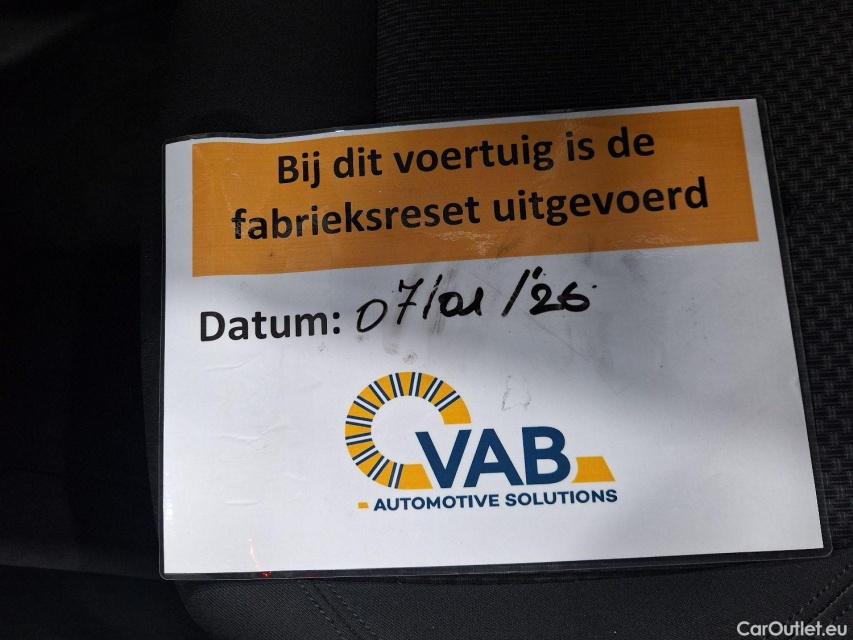 Bij dit voertuig is de
fabrieksreset uitgevoerd
Datum: 07/01/'26
VAB
AUTOMOTIVE SOLUTIONS
CarOutlet.eu